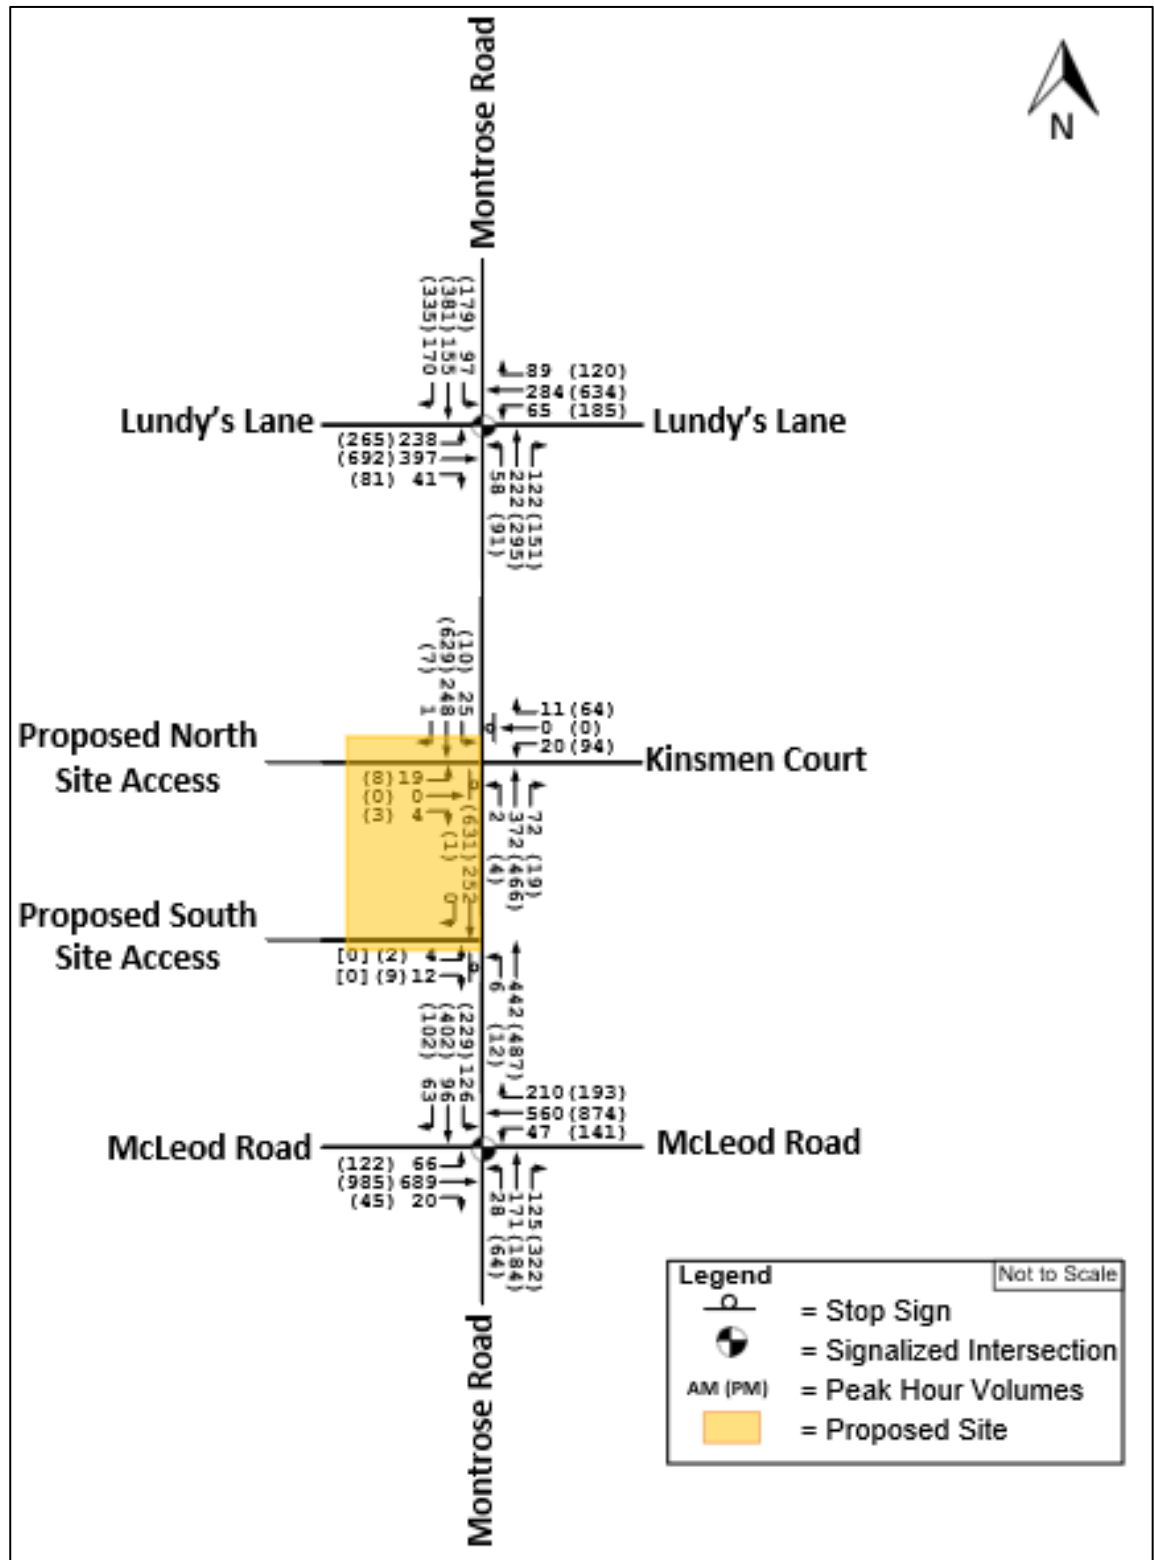 Montrose Road
N
(335) 170
(381) 155
(179) 97
89 (120)
284 (634)
65 (185)
Lundy's Lane
Lundy's Lane
(265) 238
(692) 397
(81) 41
58 (91)
222 (295)
122 (151)
(7) 1
(629) 248
(10) 25
11 (64)
0 (0)
20 (94)
Proposed North
Site Access
Kinsmen Court
(8) 19
(0) 0
(3) 4
2 (4)
372 (466)
72 (19)
(1) 0
(631) 252
Proposed South
Site Access
[0] (2) 4
[0] (9) 12
6 (12)
442 (487)
(102) 63
(402) 96
(229) 126
210 (193)
560 (874)
47 (141)
McLeod Road
McLeod Road
(122) 66
(985) 689
(45) 20
28 (64)
171 (184)
125 (322)
Montrose Road
Legend
Not to Scale
= Stop Sign
= Signalized Intersection
AM (PM) = Peak Hour Volumes
= Proposed Site